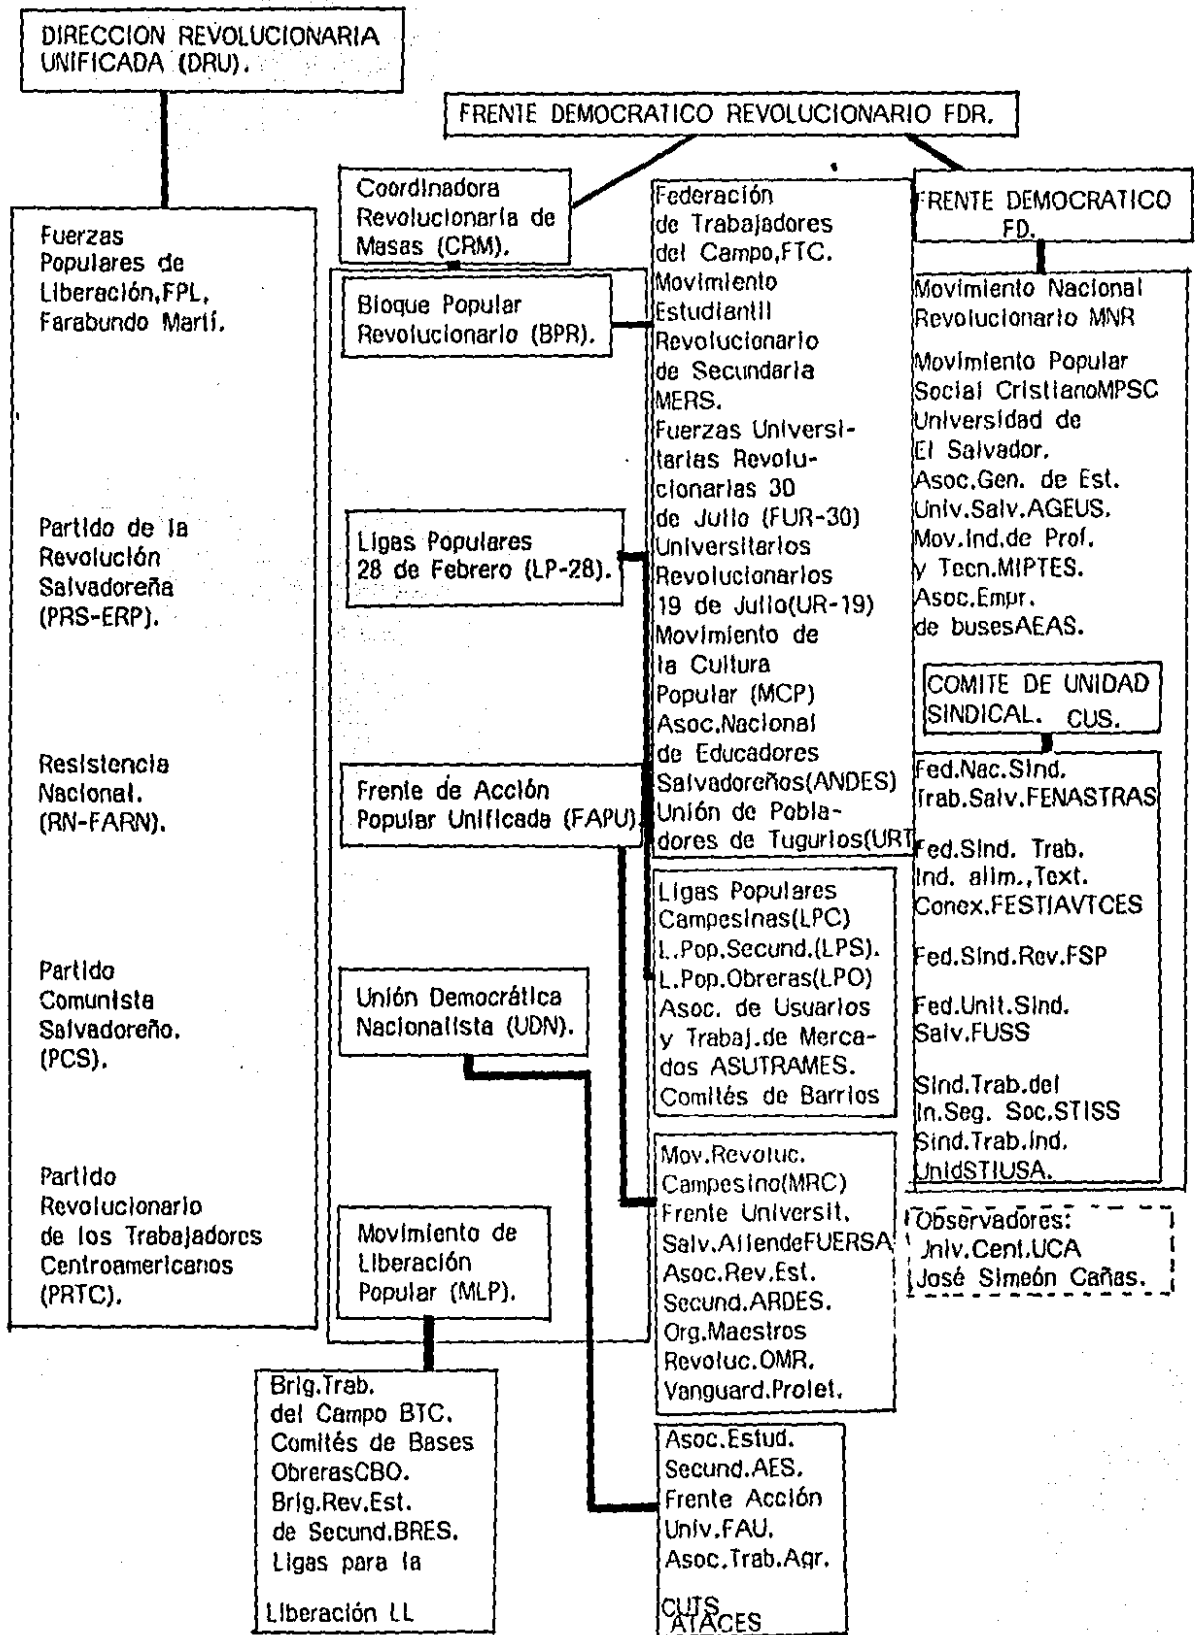 DIRECCION REVOLUCIONARIA
UNIFICADA (DRU).
FRENTE DEMOCRATICO REVOLUCIONARIO FDR.
Fuerzas
Populares de
Liberación,FPL,
Farabundo Martí.
Partido de la
Revolución
Salvadoreña
(PRS-ERP).
Resistencia
Nacional.
(RN-FARN).
Partido
Comunista
Salvadoreño.
(PCS).
Partido
Revolucionario
de los Trabajadores
Centroamericanos
(PRTC).
Coordinadora
Revolucionaria de
Masas (CRM).
Bloque Popular
Revolucionario (BPR).
Ligas Populares
28 de Febrero (LP-28).
Frente de Acción
Popular Unificada (FAPU)
Unión Democrática
Nacionalista (UDN).
Movimiento de
Liberación
Popular (MLP).
Brig.Trab.
del Campo BTC.
Comités de Bases
ObrerasCBO.
Brig.Rev.Est.
de Secund.BRES.
Ligas para la
Liberación LL
Federación
de Trabajadores
del Campo,FTC.
Movimiento
Estudiantil
Revolucionario
de Secundaria
MERS.
Fuerzas Universi-
tarias Revolu-
cionarias 30
de Julio (FUR-30)
Universitarios
Revolucionarios
19 de Julio(UR-19)
Movimiento de
la Cultura
Popular (MCP)
Asoc.Nacional
de Educadores
Salvadoreños(ANDES)
Unión de Pobla-
dores de Tugurios(URT
Ligas Populares
Campesinas(LPC)
L.Pop.Secund.(LPS).
L.Pop.Obreras(LPO)
Asoc. de Usuarios
y Trabaj.de Merca-
dos ASUTRAMES.
Comités de Barrios
Mov.Revoluc.
Campesino(MRC)
Frente Universit.
Salv.AllendeFUERSA
Asoc.Rev.Est.
Secund.ARDES.
Org.Maestros
Revoluc.OMR.
Vanguard.Prolet.
Asoc.Estud.
Secund.AES.
Frente Acción
Univ.FAU.
Asoc.Trab.Agr.
CUTS
ATACES
FRENTE DEMOCRATICO
FD.
Movimiento Nacional
Revolucionario MNR
Movimiento Popular
Social CristianoMPSC
Universidad de
El Salvador.
Asoc.Gen. de Est.
Univ.Salv.AGEUS.
Mov.Ind.de Prof.
y Tecn.MIPTES.
Asoc.Empr.
de busesAEAS.
COMITE DE UNIDAD
SINDICAL. CUS.
Fed.Nac.Sind.
Trab.Salv.FENASTRAS
Fed.Sind. Trab.
Ind. alim.,Text.
Conex.FESTIAVTCES
Fed.Sind.Rev.FSP
Fed.Unit.Sind.
Salv.FUSS
Sind.Trab.del
In.Seg. Soc.STISS
Sind.Trab.Ind.
UnidSTIUSA.
Observadores:
Univ.Cent.UCA
José Simeón Cañas.